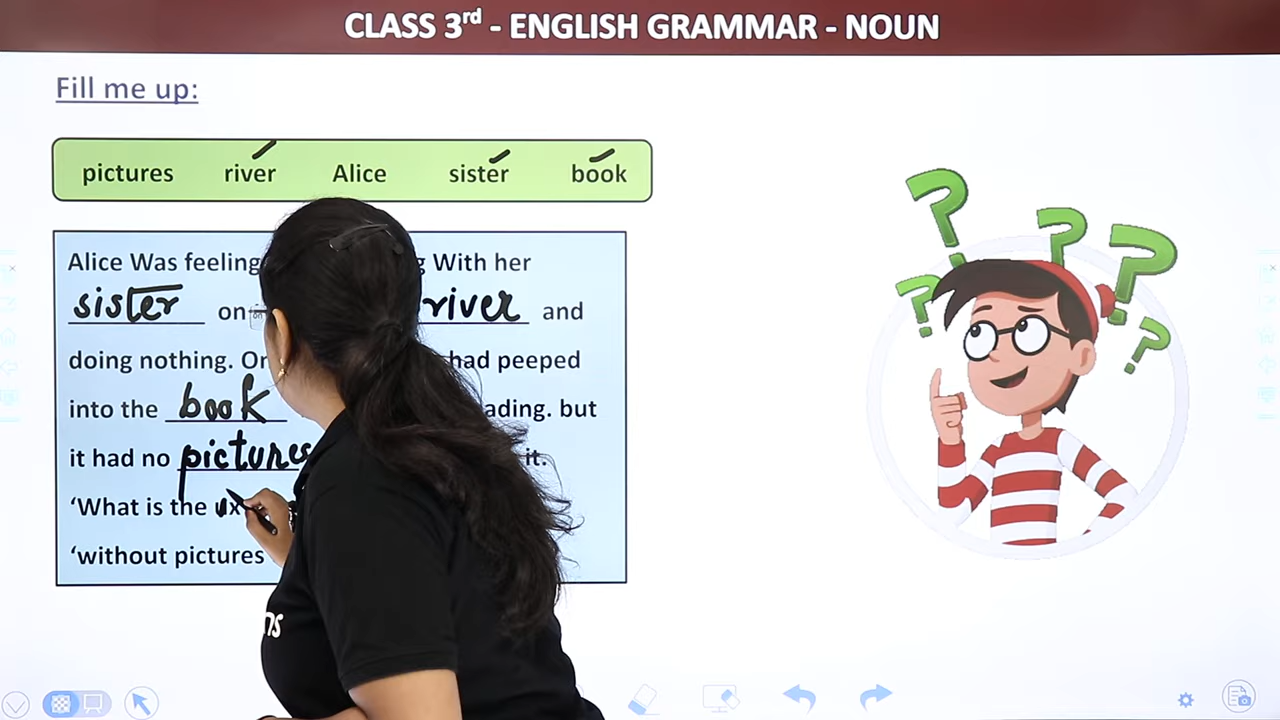 CLASS 3rd - ENGLISH GRAMMAR - NOUN
Fill me up:
pictures river Alice sister book
Alice Was feeling With her
sister on river and
doing nothing. had peeped
into the book but
it had no pictures it.
‘What is the
‘without pictures